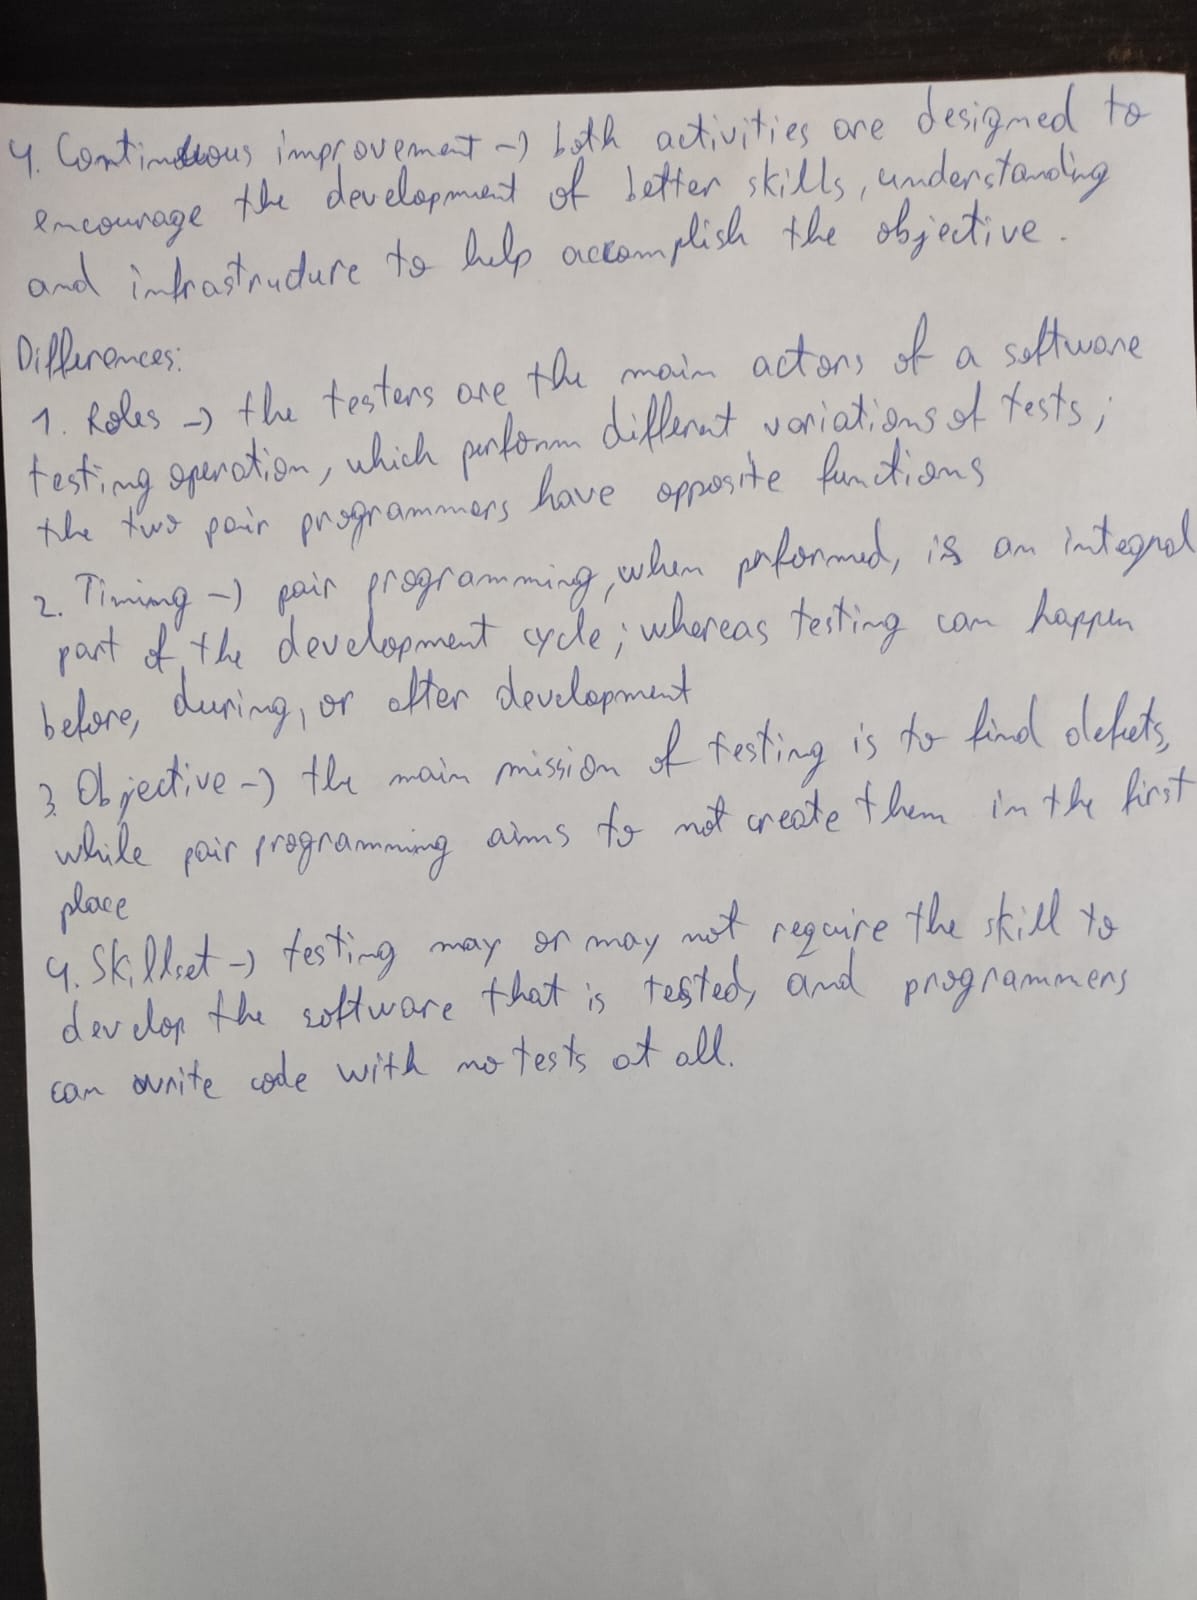 4. Continuous improvement -> both activities are designed to
encourage the development of better skills, understanding
and infrastructure to help accomplish the objective.
Differences:
1. Roles -> the testers are the main actors of a software
testing operation, which perform different variations of tests;
the two pair programmers have opposite functions
2. Timing -> pair programming, when performed, is an integral
part of the development cycle; whereas testing can happen
before, during, or after development
3. Objective -> the main mission of testing is to find defects,
while pair programming aims to not create them in the first
place
4. Skillset -> testing may or may not require the skill to
develop the software that is tested, and programmers
can write code with no tests at all.